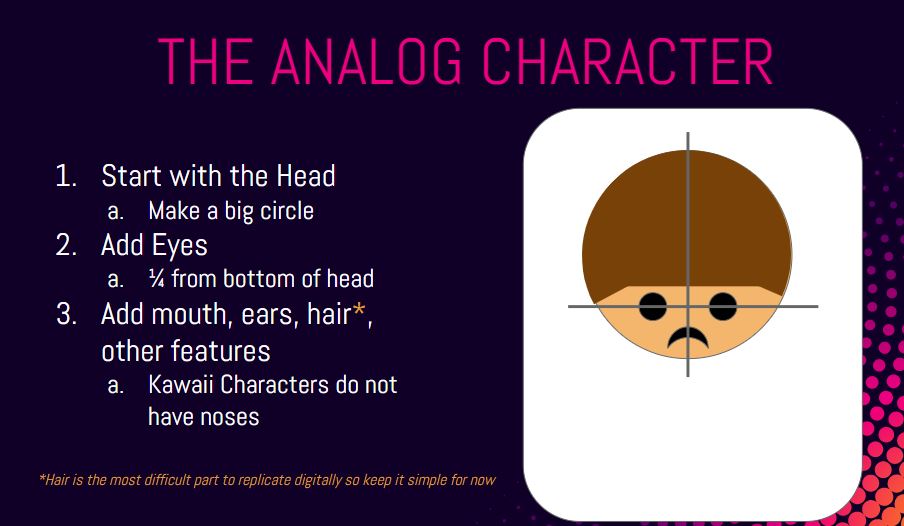 THE ANALOG CHARACTER
1. Start with the Head
a. Make a big circle
2. Add Eyes
a. ¼ from bottom of head
3. Add mouth, ears, hair*,
other features
a. Kawaii Characters do not
have noses
*Hair is the most difficult part to replicate digitally so keep it simple for now